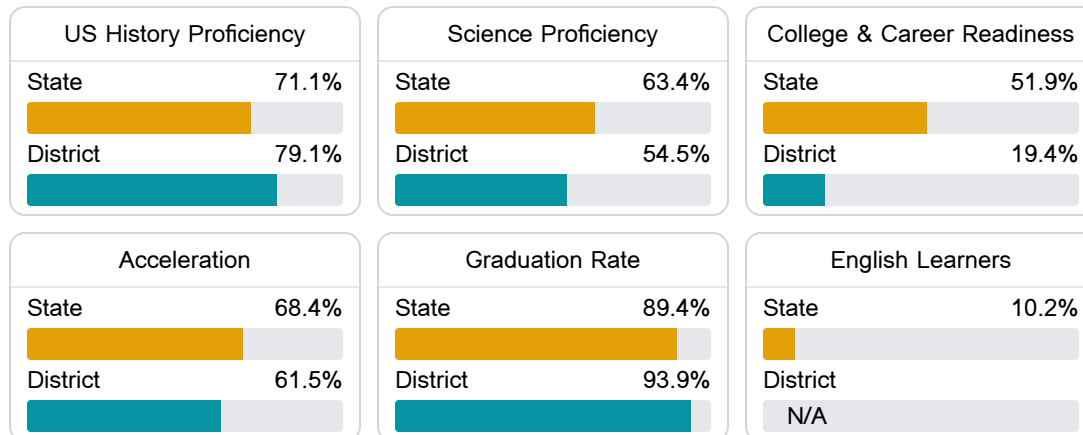 US History Proficiency
State 71.1%
District 79.1%
Science Proficiency
State 63.4%
District 54.5%
College & Career Readiness
State 51.9%
District 19.4%
Acceleration
State 68.4%
District 61.5%
Graduation Rate
State 89.4%
District 93.9%
English Learners
State 10.2%
District
N/A